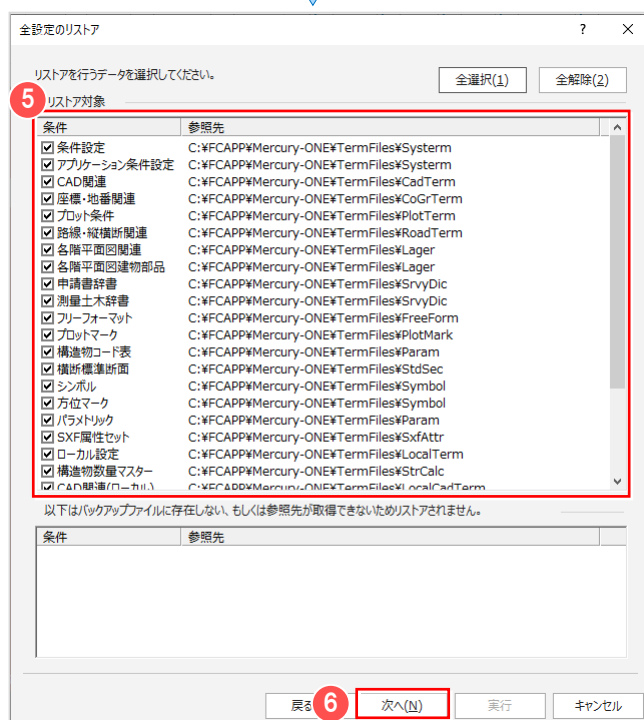 全設定のリストア ? ×
リストアを行うデータを選択してください。
全選択(1) 全解除(2)
5 リストア対象
条件 参照先
条件設定 C:¥FCAPP¥Mercury-ONE¥TermFiles¥Systerm
アプリケーション条件設定 C:¥FCAPP¥Mercury-ONE¥TermFiles¥Systerm
CAD関連 C:¥FCAPP¥Mercury-ONE¥TermFiles¥CadTerm
座標・地番関連 C:¥FCAPP¥Mercury-ONE¥TermFiles¥CoGrTerm
プロット条件 C:¥FCAPP¥Mercury-ONE¥TermFiles¥PlotTerm
路線・縦横断関連 C:¥FCAPP¥Mercury-ONE¥TermFiles¥RoadTerm
各階平面図関連 C:¥FCAPP¥Mercury-ONE¥TermFiles¥Lager
各階平面図建物部品 C:¥FCAPP¥Mercury-ONE¥TermFiles¥Lager
申請書辞書 C:¥FCAPP¥Mercury-ONE¥TermFiles¥SrvyDic
測量土木辞書 C:¥FCAPP¥Mercury-ONE¥TermFiles¥SrvyDic
フリーフォーマット C:¥FCAPP¥Mercury-ONE¥TermFiles¥FreeForm
プロットマーク C:¥FCAPP¥Mercury-ONE¥TermFiles¥PlotMark
構造物コード表 C:¥FCAPP¥Mercury-ONE¥TermFiles¥Param
横断標準断面 C:¥FCAPP¥Mercury-ONE¥TermFiles¥StdSec
シンボル C:¥FCAPP¥Mercury-ONE¥TermFiles¥Symbol
方位マーク C:¥FCAPP¥Mercury-ONE¥TermFiles¥Symbol
パラメトリック C:¥FCAPP¥Mercury-ONE¥TermFiles¥Param
SXF属性セット C:¥FCAPP¥Mercury-ONE¥TermFiles¥SxfAttr
ローカル設定 C:¥FCAPP¥Mercury-ONE¥TermFiles¥LocalTerm
構造物数量マスター C:¥FCAPP¥Mercury-ONE¥TermFiles¥StrCalc
CAD関連(ローカル) C:¥FCAPP¥Mercury-ONE¥TermFiles¥LocalCadTerm
以下はバックアップファイルに存在しない、もしくは参照先が取得できないためリストアされません。
条件 参照先
戻る 6 次へ(N) 実行 キャンセル